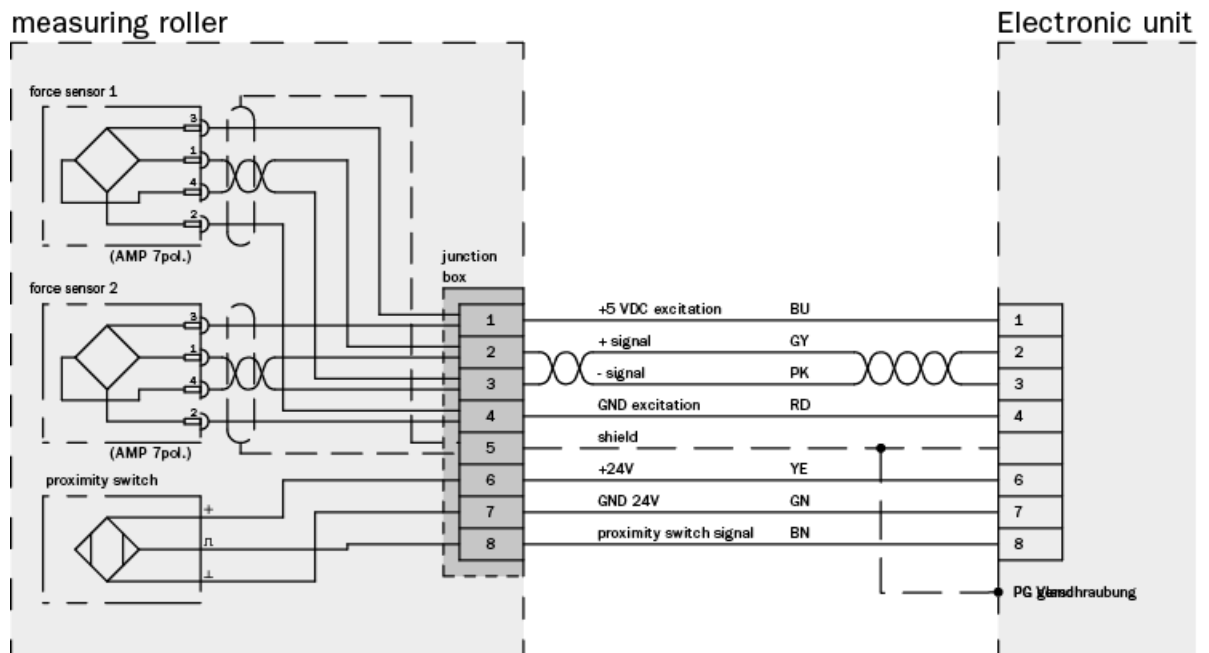 measuring roller
Electronic unit
force sensor 1
3
1
4
2
(AMP 7pol.)
force sensor 2
3
1
4
2
(AMP 7pol.)
proximity switch
+
⎍
⊥
junction
box
1 +5 VDC excitation BU 1
2 + signal GY 2
3 - signal PK 3
4 GND excitation RD 4
5 shield
6 +24V YE 6
7 GND 24V GN 7
8 proximity switch signal BN 8
PG